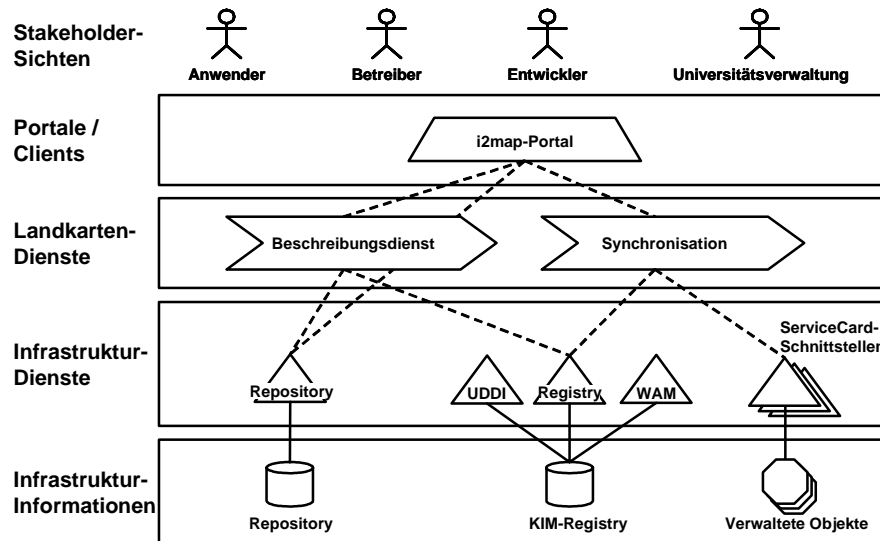 Stakeholder-
Sichten
Anwender
Betreiber
Entwickler
Universitätsverwaltung
Portale /
Clients
i2map-Portal
Landkarten-
Dienste
Beschreibungsdienst
Synchronisation
Infrastruktur-
Dienste
Repository
UDDI
Registry
WAM
ServiceCard-
Schnittstellen
Infrastruktur-
Informationen
Repository
KIM-Registry
Verwaltete Objekte